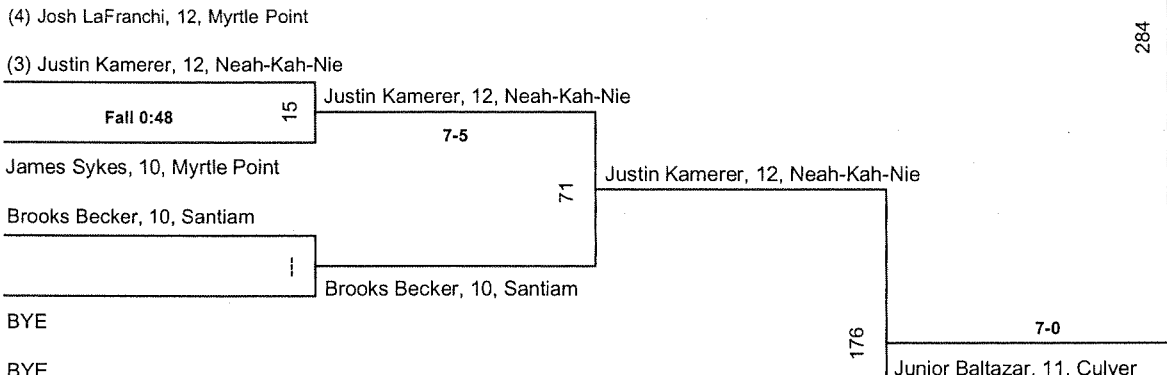 (4) Josh LaFranchi, 12, Myrtle Point
284
(3) Justin Kamerer, 12, Neah-Kah-Nie
Justin Kamerer, 12, Neah-Kah-Nie
Fall 0:48
15
7-5
James Sykes, 10, Myrtle Point
Justin Kamerer, 12, Neah-Kah-Nie
71
Brooks Becker, 10, Santiam
---
Brooks Becker, 10, Santiam
BYE
7-0
176
BYE
Junior Baltazar, 11, Culver